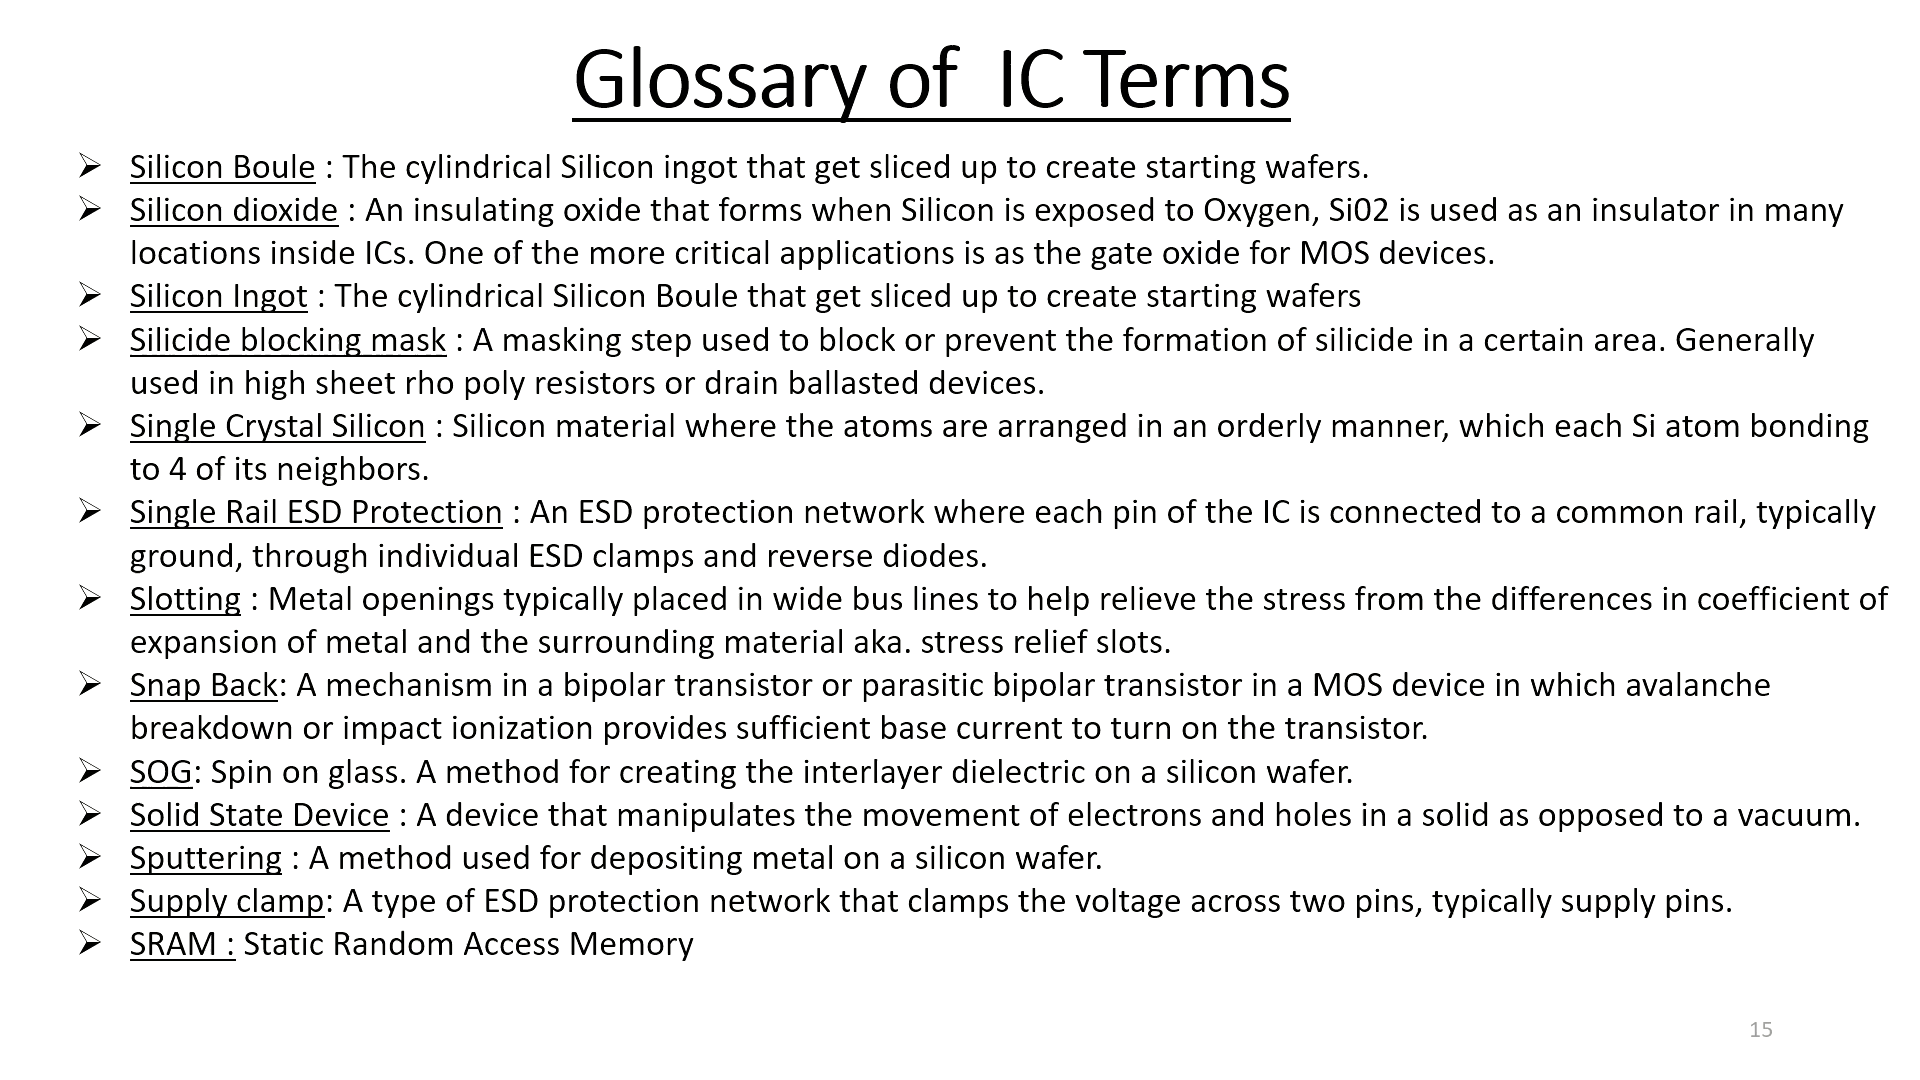 Glossary of  IC Terms
➢ Silicon Boule : The cylindrical Silicon ingot that get sliced up to create starting wafers.
➢ Silicon dioxide : An insulating oxide that forms when Silicon is exposed to Oxygen, Si02 is used as an insulator in many
locations inside ICs. One of the more critical applications is as the gate oxide for MOS devices.
➢ Silicon Ingot : The cylindrical Silicon Boule that get sliced up to create starting wafers
➢ Silicide blocking mask : A masking step used to block or prevent the formation of silicide in a certain area. Generally
used in high sheet rho poly resistors or drain ballasted devices.
➢ Single Crystal Silicon : Silicon material where the atoms are arranged in an orderly manner, which each Si atom bonding
to 4 of its neighbors.
➢ Single Rail ESD Protection : An ESD protection network where each pin of the IC is connected to a common rail, typically
ground, through individual ESD clamps and reverse diodes.
➢ Slotting : Metal openings typically placed in wide bus lines to help relieve the stress from the differences in coefficient of
expansion of metal and the surrounding material aka. stress relief slots.
➢ Snap Back: A mechanism in a bipolar transistor or parasitic bipolar transistor in a MOS device in which avalanche
breakdown or impact ionization provides sufficient base current to turn on the transistor.
➢ SOG: Spin on glass. A method for creating the interlayer dielectric on a silicon wafer.
➢ Solid State Device : A device that manipulates the movement of electrons and holes in a solid as opposed to a vacuum.
➢ Sputtering : A method used for depositing metal on a silicon wafer.
➢ Supply clamp: A type of ESD protection network that clamps the voltage across two pins, typically supply pins.
➢ SRAM : Static Random Access Memory
15